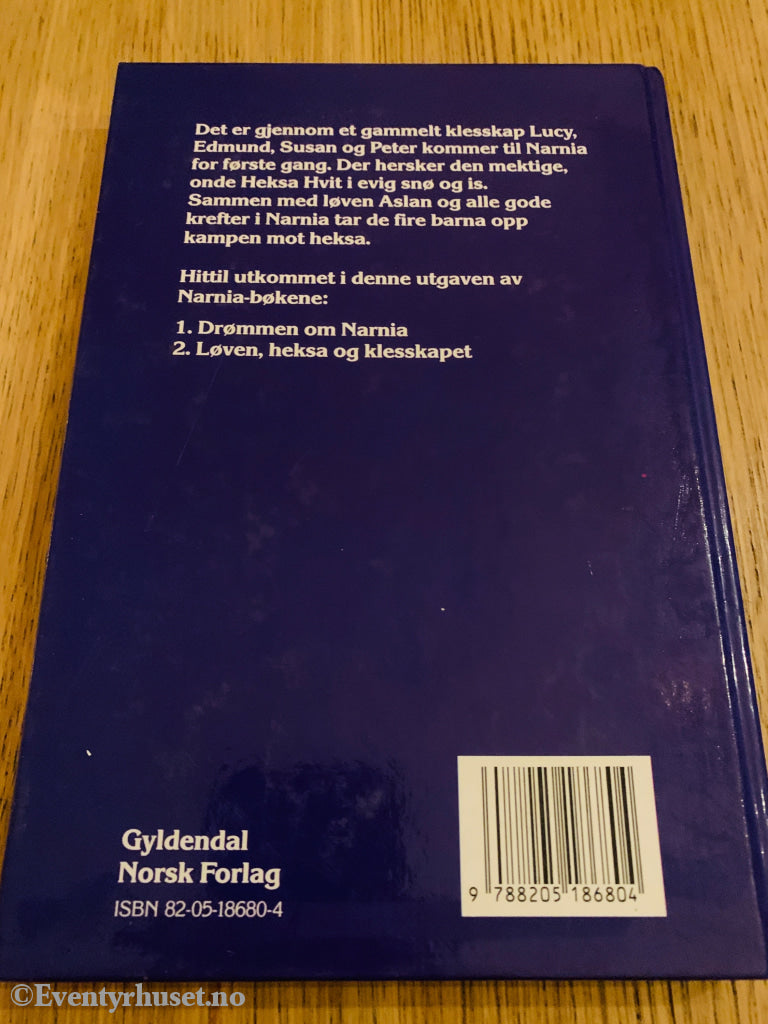 Det er gjennom et gammelt klesskap Lucy,
Edmund, Susan og Peter kommer til Narnia
for første gang. Der hersker den mektige,
onde Heksa Hvit i evig snø og is.
Sammen med løven Aslan og alle gode
krefter i Narnia tar de fire barna opp
kampen mot heksa.
Hittil utkommet i denne utgaven av
Narnia-bøkene:
1. Drømmen om Narnia
2. Løven, heksa og klesskapet
Gyldendal
Norsk Forlag
ISBN 82-05-18680-4
9 788205 186804
©Eventyrhuset.no